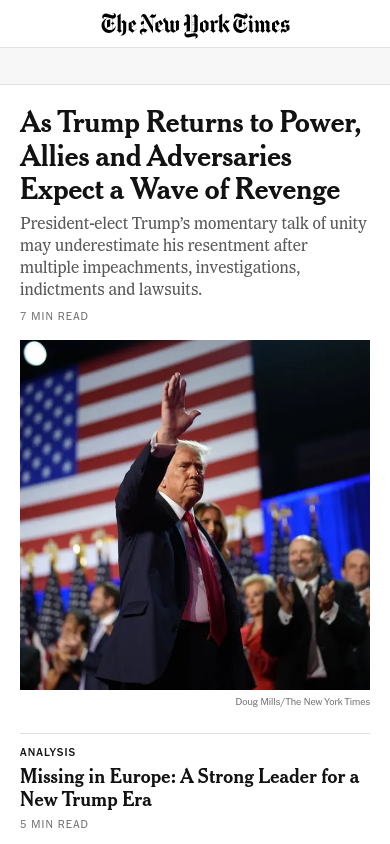 The New York Times
As Trump Returns to Power,
Allies and Adversaries
Expect a Wave of Revenge
President-elect Trump’s momentary talk of unity
may underestimate his resentment after
multiple impeachments, investigations,
indictments and lawsuits.
7 MIN READ
Doug Mills/The New York Times
ANALYSIS
Missing in Europe: A Strong Leader for a
New Trump Era
5 MIN READ